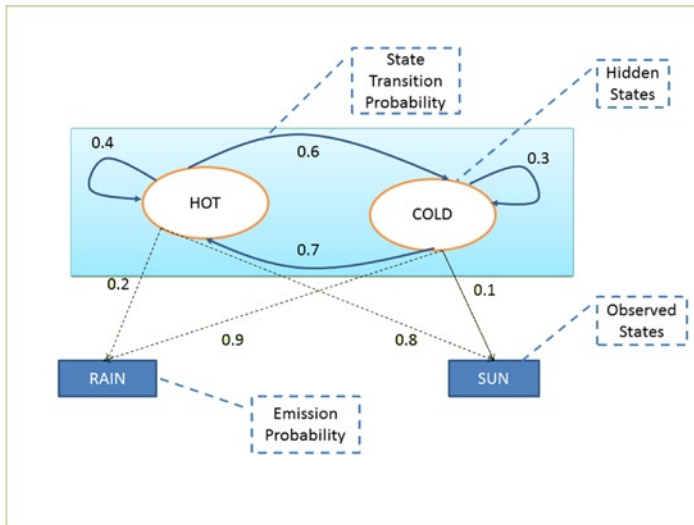 State
Transition
Probability
Hidden
States
0.4
0.6
0.3
HOT
COLD
0.7
0.2
0.1
Observed
States
0.9
0.8
RAIN
SUN
Emission
Probability